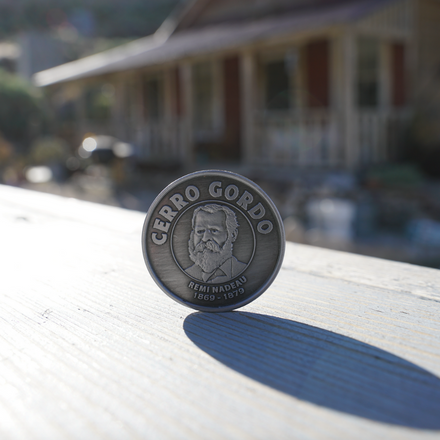 CERRO GORDO
REMI NADEAU
1869 - 1879